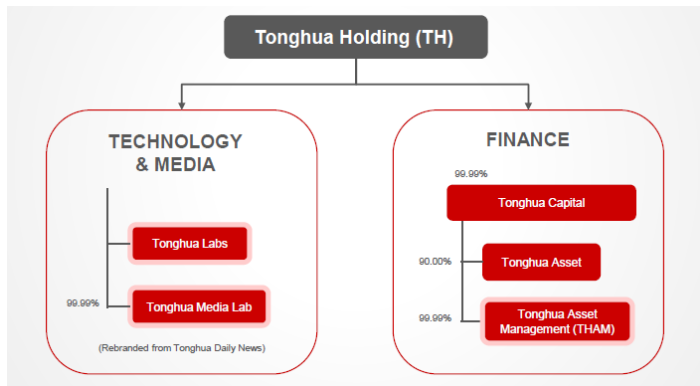 Tonghua Holding (TH)
TECHNOLOGY
& MEDIA
Tonghua Labs
99.99%
Tonghua Media Lab
(Rebranded from Tonghua Daily News)
FINANCE
99.99%
Tonghua Capital
90.00%
Tonghua Asset
99.99%
Tonghua Asset
Management (THAM)